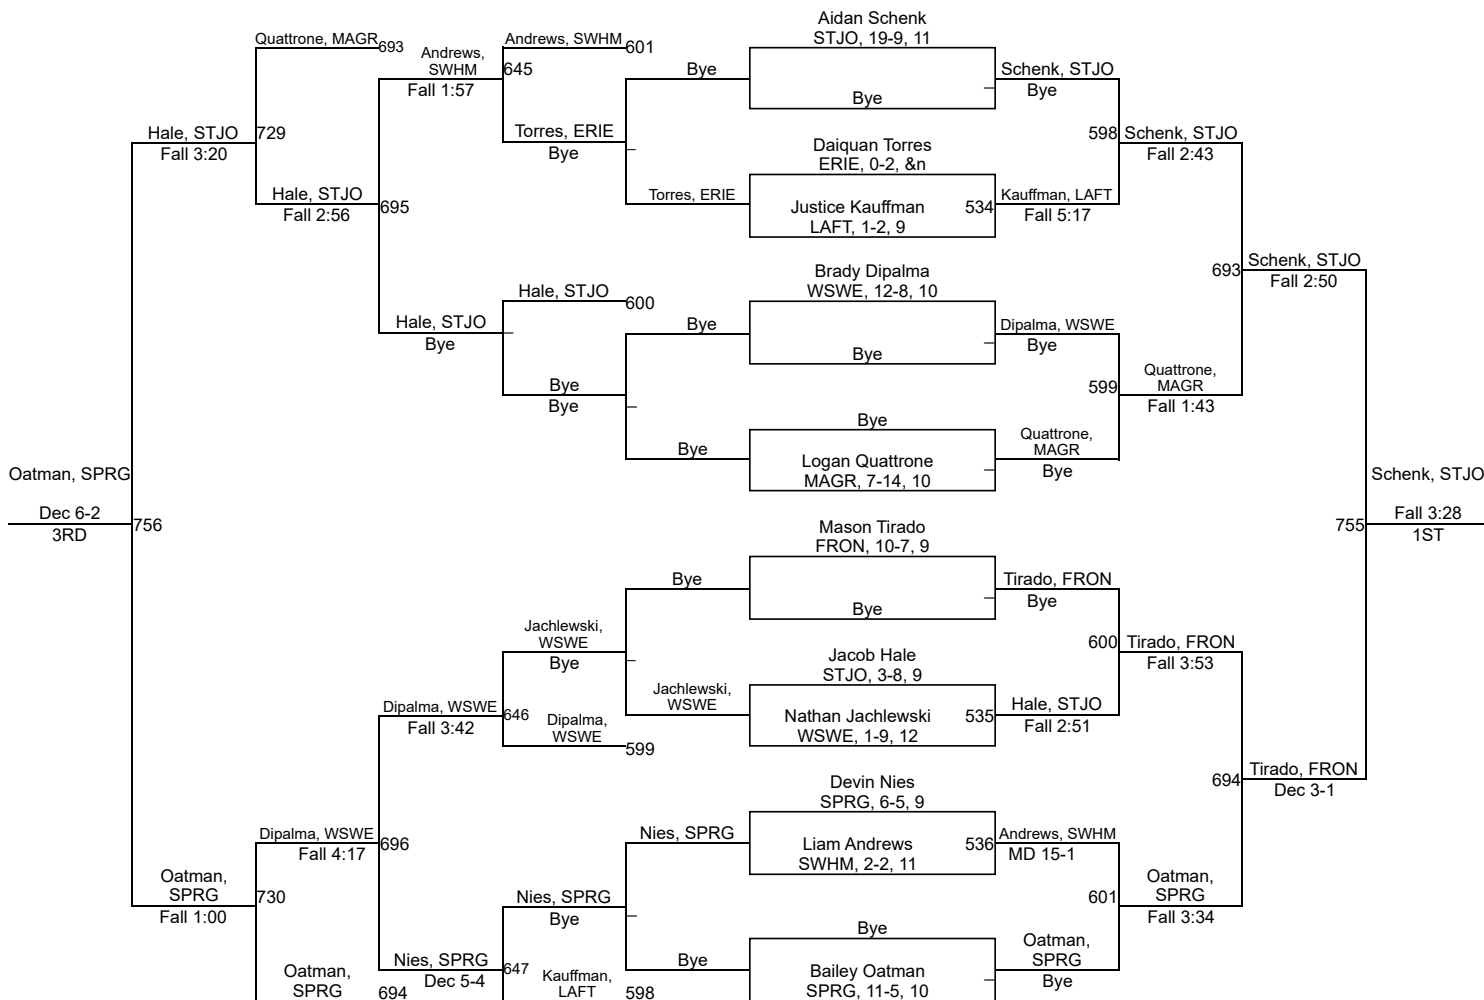 Aidan Schenk
STJO, 19-9, 11
Quattrone, MAGR
693
Andrews,
SWHM
Fall 1:57
645
Andrews, SWHM
601
Bye
Bye
Schenk, STJO
Bye
Hale, STJO
Fall 3:20
729
Torres, ERIE
Bye
Daiquan Torres
ERIE, 0-2, &n
598
Schenk, STJO
Fall 2:43
Hale, STJO
Fall 2:56
695
Torres, ERIE
Justice Kauffman
LAFT, 1-2, 9
534
Kauffman, LAFT
Fall 5:17
Brady Dipalma
WSWE, 12-8, 10
693
Schenk, STJO
Fall 2:50
Hale, STJO
600
Hale, STJO
Bye
Bye
Bye
Dipalma, WSWE
Bye
Bye
Bye
599
Quattrone,
MAGR
Fall 1:43
Bye
Bye
Logan Quattrone
MAGR, 7-14, 10
Quattrone,
MAGR
Bye
Oatman, SPRG
Dec 6-2
3RD
756
Schenk, STJO
Fall 3:28
1ST
755
Mason Tirado
FRON, 10-7, 9
Bye
Bye
Tirado, FRON
Bye
Jachlewski,
WSWE
Bye
Jacob Hale
STJO, 3-8, 9
600
Tirado, FRON
Fall 3:53
Dipalma, WSWE
Fall 3:42
646
Dipalma,
WSWE
599
Jachlewski,
WSWE
Nathan Jachlewski
WSWE, 1-9, 12
535
Hale, STJO
Fall 2:51
Devin Nies
SPRG, 6-5, 9
694
Tirado, FRON
Dec 3-1
Dipalma, WSWE
Fall 4:17
696
Nies, SPRG
Liam Andrews
SWHM, 2-2, 11
536
Andrews, SWHM
MD 15-1
Oatman,
SPRG
Fall 1:00
730
Nies, SPRG
Bye
601
Oatman,
SPRG
Fall 3:34
Bye
Oatman,
SPRG
694
Nies, SPRG
Dec 5-4
647
Kauffman,
LAFT
598
Bye
Bailey Oatman
SPRG, 11-5, 10
Oatman,
SPRG
Bye